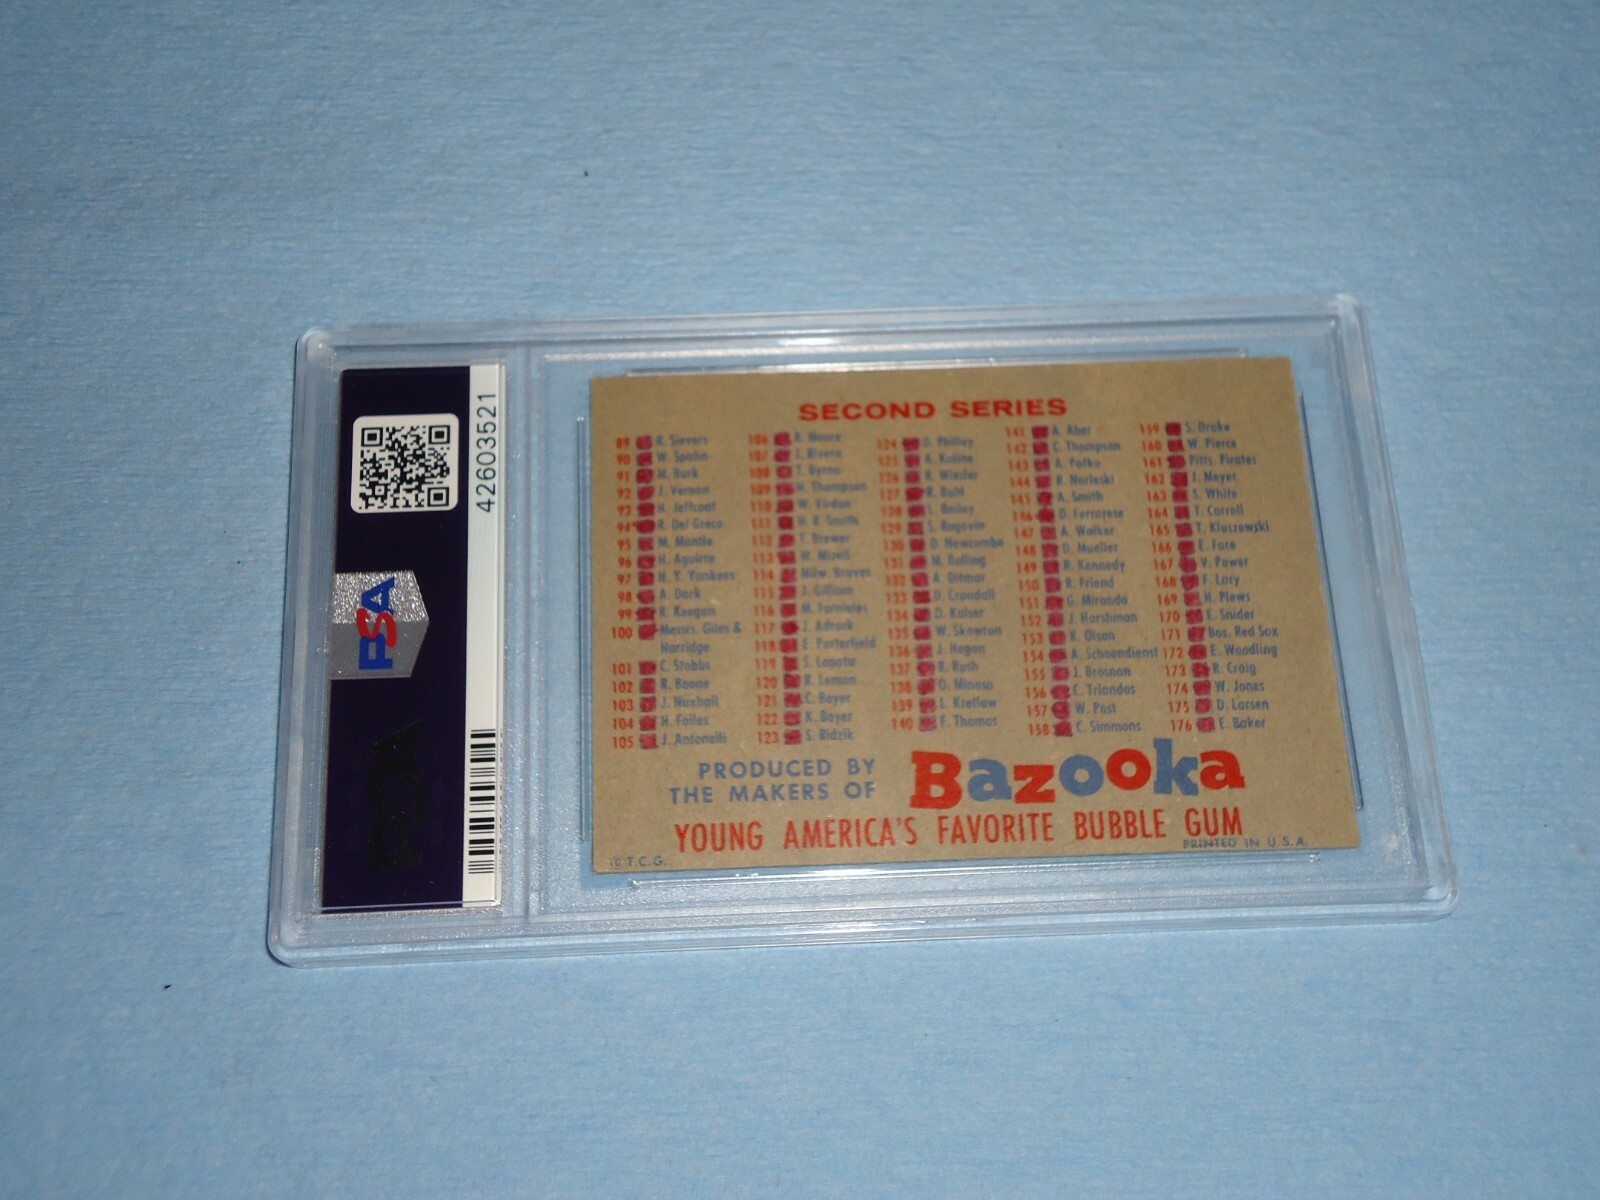 42603521
PSA
SECOND SERIES
89 R. Sievers
90 W. Spahn
91 M. Burk
92 J. Vernon
93 H. Jeffcoat
94 R. Del Greco
95 M. Mantle
96 H. Aguirre
97 N. Y. Yankees
98 A. Dark
99 R. Keegan
100 Messrs. Giles &
Harridge
101 C. Stobbs
102 R. Boone
103 J. Nuxhall
104 H. Foiles
105 J. Antonelli
106 R. Moore
107 J. Rivera
108 T. Byrne
109 H. Thompson
110 W. Virdon
111 H. R. Smith
112 T. Brewer
113 W. Mizell
114 Milw. Braves
115 J. Gilliam
116 M. Fornieles
117 J. Adcock
118 E. Porterfield
119 S. Lopata
120 R. Lemon
121 C. Boyer
122 K. Boyer
123 S. Ridzik
124 D. Philley
125 A. Kaline
126 R. Wiesler
127 R. Buhl
128 L. Bailey
129 S. Rogovin
130 D. Newcombe
131 M. Bolling
132 A. Ditmar
133 D. Crandall
134 D. Kaiser
135 W. Skowron
136 J. Hegan
137 R. Rush
138 O. Minoso
139 L. Kretlow
140 F. Thomas
141 A. Aber
142 C. Thompson
143 A. Pafko
144 R. Narleski
145 A. Smith
146 D. Ferrarese
147 A. Walker
148 D. Mueller
149 R. Kennedy
150 R. Friend
151 G. Miranda
152 J. Harshman
153 K. Olson
154 A. Schoendienst
155 J. Brosnan
156 C. Triandos
157 W. Post
158 C. Simmons
159 S. Drake
160 W. Pierce
161 Pitts. Pirates
162 J. Meyer
163 S. White
164 T. Carroll
165 T. Kluszewski
166 E. Face
167 V. Power
168 F. Lary
169 H. Plews
170 E. Snider
171 Bos. Red Sox
172 E. Woodling
173 R. Craig
174 W. Jones
175 D. Larsen
176 E. Baker
PRODUCED BY
THE MAKERS OF
Bazooka
YOUNG AMERICA'S FAVORITE BUBBLE GUM
© T.C.G.
PRINTED IN U.S.A.